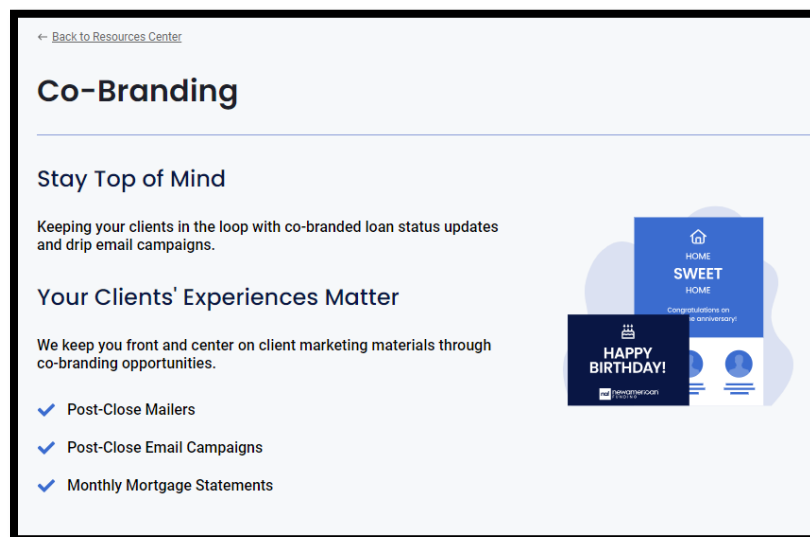 ← Back to Resources Center
Co-Branding
Stay Top of Mind
Keeping your clients in the loop with co-branded loan status updates
and drip email campaigns.
Your Clients' Experiences Matter
We keep you front and center on client marketing materials through
co-branding opportunities.
Post-Close Mailers
Post-Close Email Campaigns
Monthly Mortgage Statements
HOME
SWEET
HOME
Congratulations on
anniversary!
HAPPY
BIRTHDAY!
naf newamerican
FUNDING